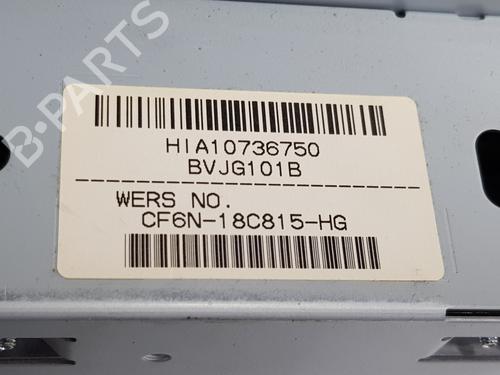 B-PARTS
HIA10736750
BVJG101B
WERS NO.
CF6N-18C815-HG